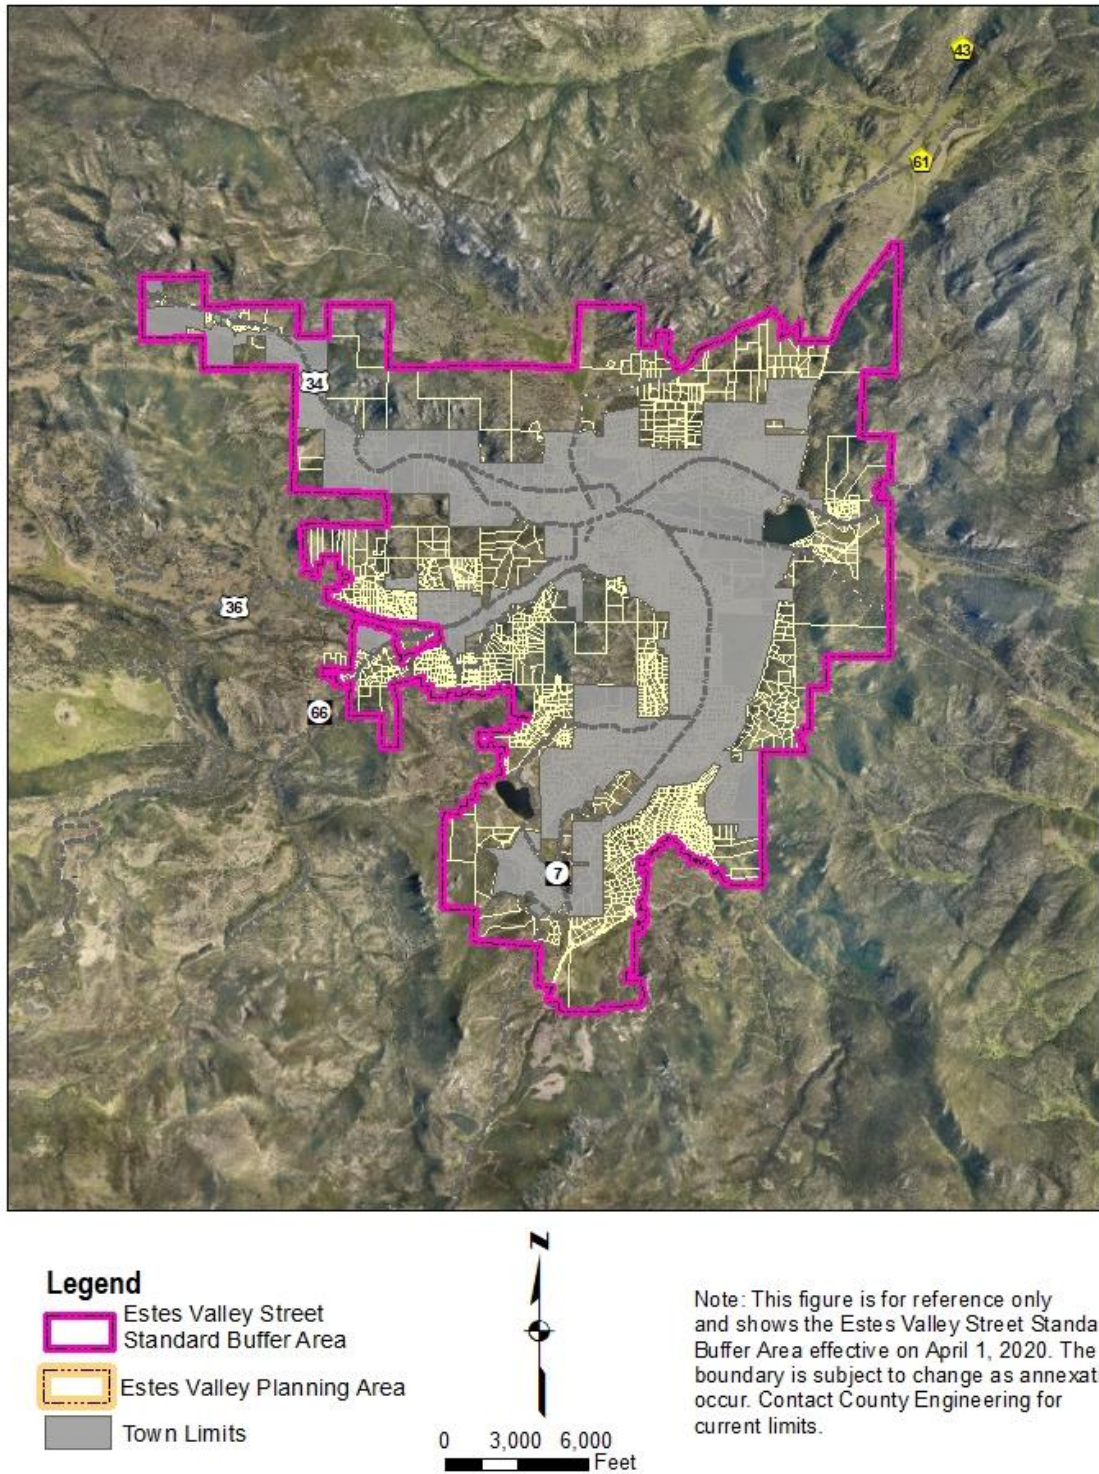 43
61
34
36
66
7
Legend
Estes Valley Street
Standard Buffer Area
Estes Valley Planning Area
Town Limits
N
0 3,000 6,000
Feet
Note: This figure is for reference only
and shows the Estes Valley Street Standa
Buffer Area effective on April 1, 2020. The
boundary is subject to change as annexati
occur. Contact County Engineering for
current limits.